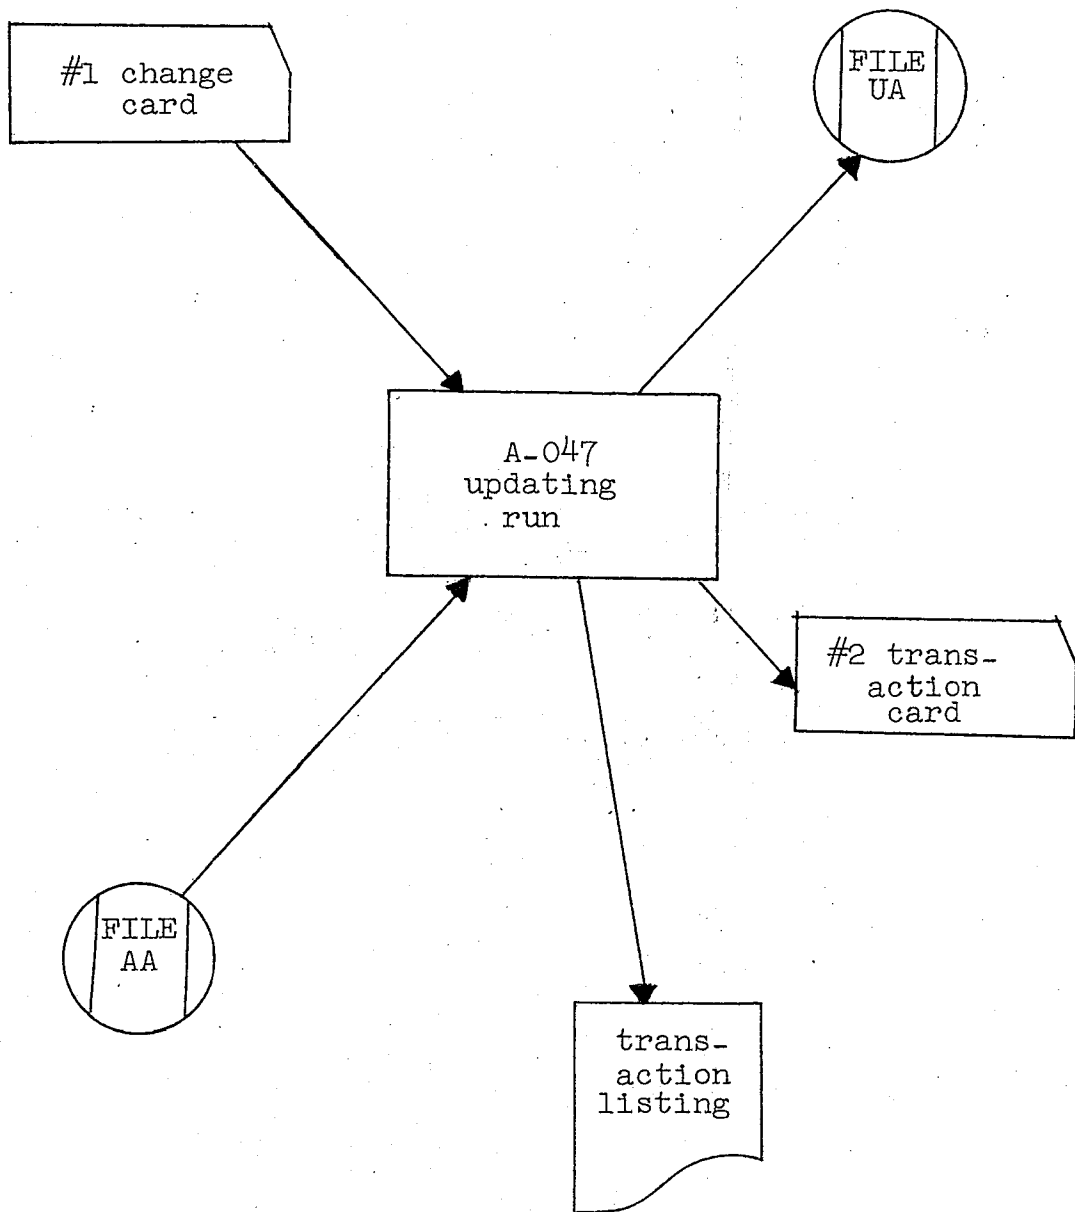 #1 change
card
FILE
UA
A-047
updating
run
#2 trans-
action
card
FILE
AA
trans-
action
listing